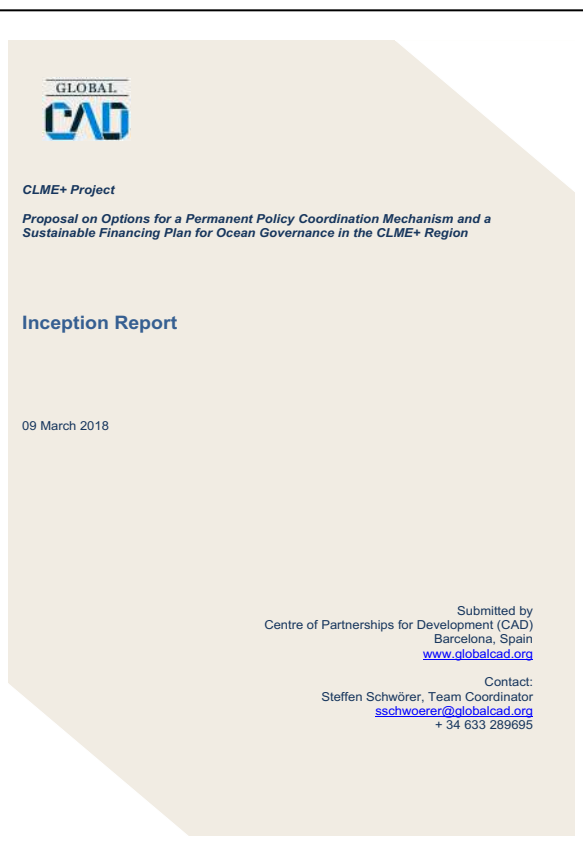 GLOBAL
CAD
CLME+ Project
Proposal on Options for a Permanent Policy Coordination Mechanism and a
Sustainable Financing Plan for Ocean Governance in the CLME+ Region
Inception Report
09 March 2018
Submitted by
Centre of Partnerships for Development (CAD)
Barcelona, Spain
www.globalcad.org
Contact:
Steffen Schwörer, Team Coordinator
sschwoerer@globalcad.org
+ 34 633 289695